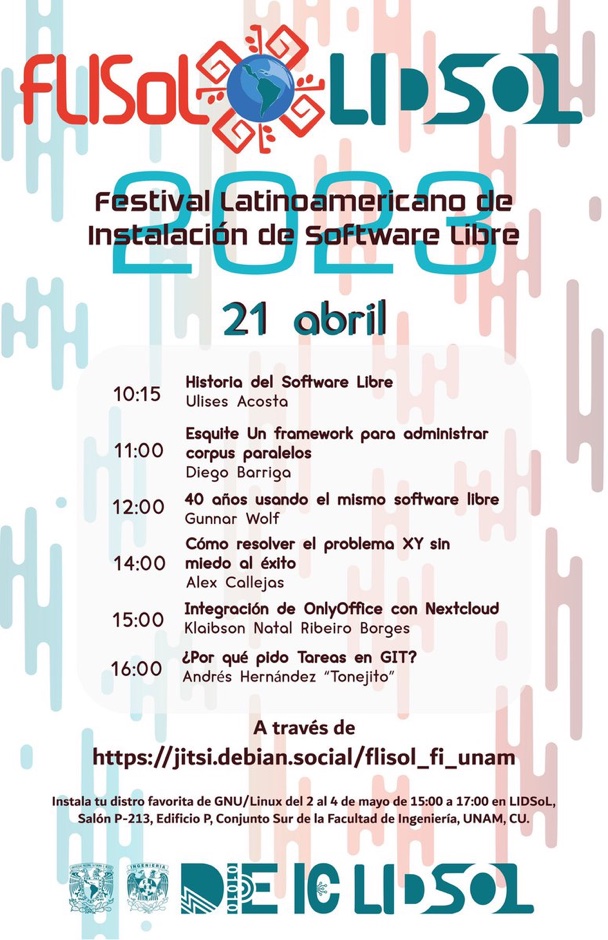 FLISoL LIDSOL
2023
Festival Latinoamericano de
Instalación de Software Libre
21 abril
10:15 Historia del Software Libre
Ulises Acosta
11:00 Esquite Un framework para administrar
corpus paralelos
Diego Barriga
12:00 40 años usando el mismo software libre
Gunnar Wolf
14:00 Cómo resolver el problema XY sin
miedo al éxito
Alex Callejas
15:00 Integración de OnlyOffice con Nextcloud
Klaibson Natal Ribeiro Borges
16:00 ¿Por qué pido Tareas en GIT?
Andrés Hernández "Tonejito"
A través de
https://jitsi.debian.social/flisol_fi_unam
Instala tu distro favorita de GNU/Linux del 2 al 4 de mayo de 15:00 a 17:00 en LIDSoL,
Salón P-213, Edificio P, Conjunto Sur de la Facultad de Ingeniería, UNAM, CU.
INGENIERIA DIE IC LIDSOL